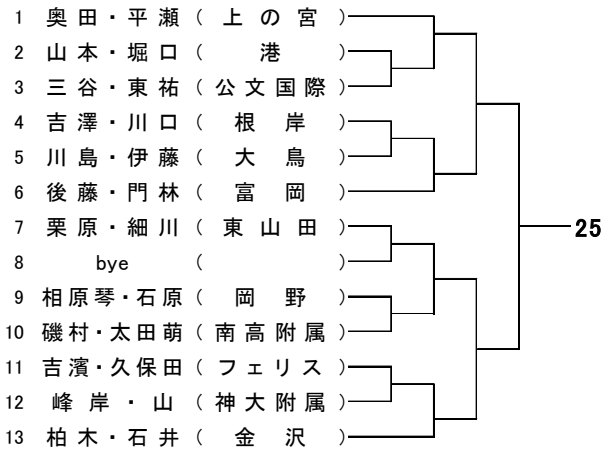 1 奥田・平瀬 ( 上の宮 )
2 山本・堀口 ( 港 )
3 三谷・東祐 ( 公文国際 )
4 吉澤・川口 ( 根岸 )
5 川島・伊藤 ( 大鳥 )
6 後藤・門林 ( 富岡 )
7 栗原・細川 ( 東山田 )
25
8 bye ( )
9 相原琴・石原 ( 岡野 )
10 磯村・太田萌 ( 南高附属 )
11 吉濱・久保田 ( フェリス )
12 峰岸・山 ( 神大附属 )
13 柏木・石井 ( 金沢 )